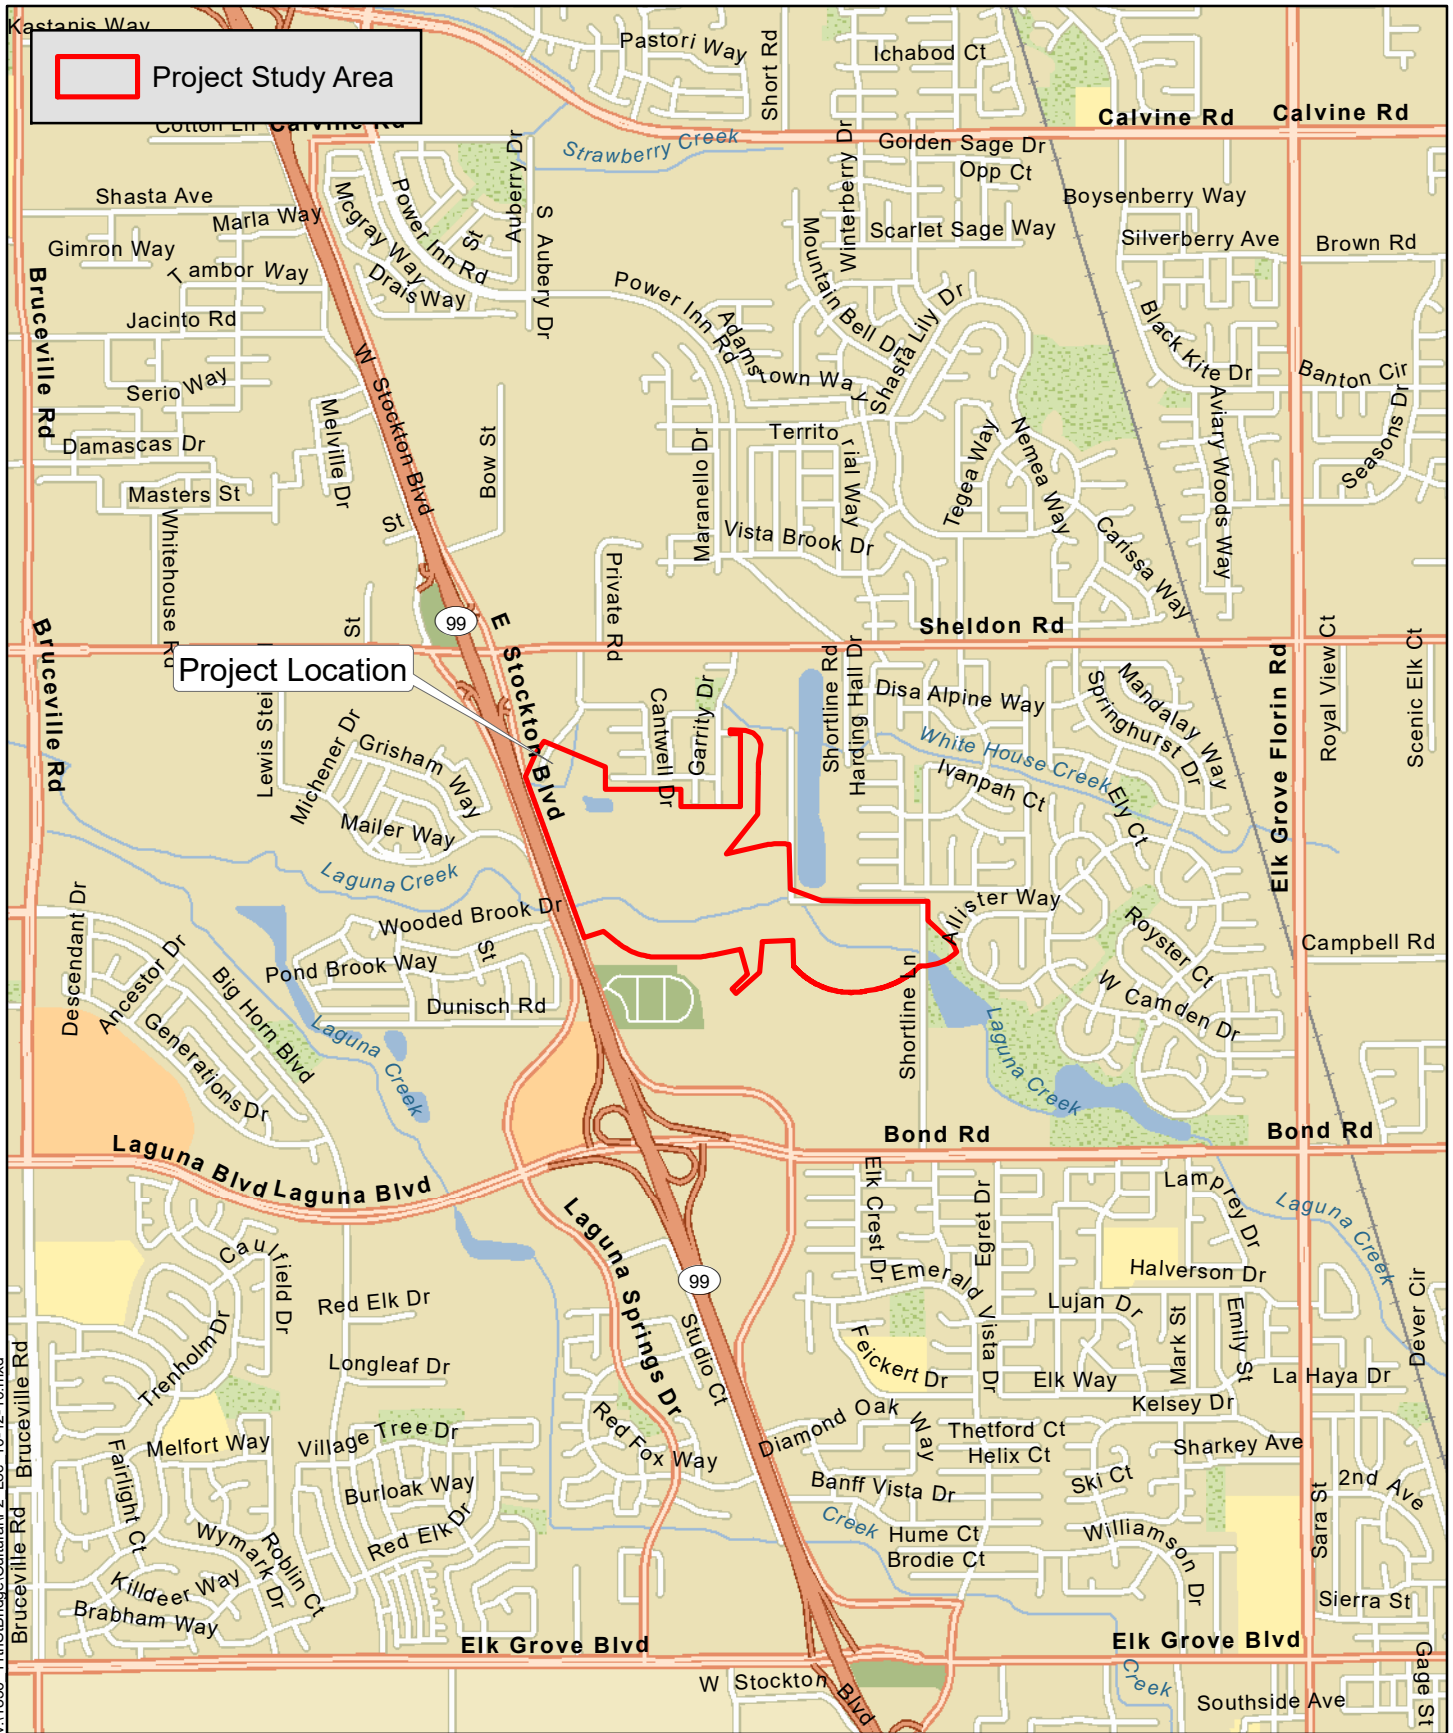 Kastanis Way
Project Study Area
Pastori Way
Short Rd
Ichabod Ct
Calvine Rd
Calvine Rd
Cotton Ln
Calvine Rd
Strawberry Creek
Golden Sage Dr
Opp Ct
Winterberry Dr
Auberry Dr
Boysenberry Way
Shasta Ave
Marla Way
Mcgray Way
Power Inn Rd
St
S Aubery Dr
Scarlet Sage Way
Silverberry Ave
Brown Rd
Gimron Way
Tambor Way
Drais Way
Power Inn Rd
Mountain Bell Dr
Shasta Lily Dr
Jacinto Rd
Bruceville Rd
W Stockton Blvd
Adamstown Way
Black Kite Dr
Banton Cir
Serio Way
Melville Dr
Bow St
Maranello Dr
Territorial Way
Tegea Way
Nemea Way
Aviary Woods Way
Seasons Dr
Damascas Dr
Masters St
St
Whitehouse Rd
Vista Brook Dr
Carissa Way
Private Rd
99
St
E Stockton Blvd
Sheldon Rd
Bruceville Rd
Project Location
Cantwell Dr
Garrity Dr
Shortline Rd
Harding Hall Dr
Disa Alpine Way
Springhurst Dr
Mandalay Way
Elk Grove Florin Rd
Royal View Ct
Scenic Elk Ct
Michener Dr
Grisham Way
White House Creek
Ivanpah Ct
Ely Ct
Mailer Way
Laguna Creek
Descendant Dr
Ancestor Dr
Wooded Brook Dr
St
Allister Way
Royster Ct
Campbell Rd
Pond Brook Way
Big Horn Blvd
Dunisch Rd
Shortline Ln
W Camden Dr
Generations Dr
Laguna Creek
Laguna Creek
Laguna Blvd
Laguna Blvd
Bond Rd
Bond Rd
Elk Crest Dr
Egret Dr
Lamprey Dr
Laguna Creek
Laguna Springs Dr
Caulfield Dr
99
Emerald Vista Dr
Halverson Dr
Red Elk Dr
Lujan Dr
Mark St
Emily St
Dever Cir
Trenholm Dr
Longleaf Dr
Studio Ct
Feickert Dr
Elk Way
La Haya Dr
Kelsey Dr
Bruceville Rd
Melfort Way
Village Tree Dr
Red Fox Way
Diamond Oak Way
Thetford Ct
Helix Ct
Sharkey Ave
Fairlight Ct
Burloak Way
Banff Vista Dr
Ski Ct
2nd Ave
Wymark Dr
Roblin Ct
Red Elk Dr
Creek
Hume Ct
Brodie Ct
Williamson Dr
Sara St
Bruceville Rd
Killdeer Way
Brabham Way
Sierra St
Elk Grove Blvd
Elk Grove Blvd
W Stockton Blvd
Creek
Southside Ave
Gage St